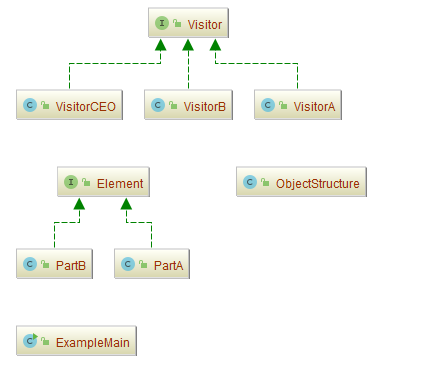 Visitor
VisitorCEO VisitorB VisitorA
Element ObjectStructure
PartB PartA
ExampleMain